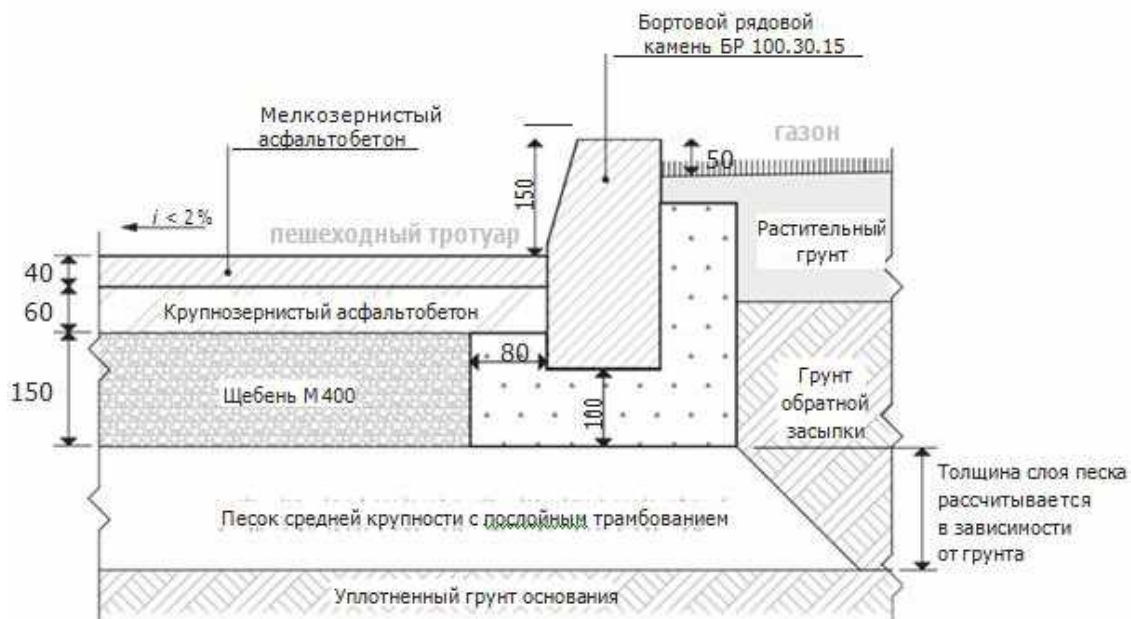 Бортовой рядовой
камень БР 100.30.15
Мелкозернистый
асфальтобетон
газон
50
150
i < 2%
пешеходный тротуар
Растительный
грунт
40
60
Крупнозернистый асфальтобетон
80
150
Щебень М 400
100
Грунт
обратной
засыпки
Толщина слоя песка
рассчитывается
в зависимости
от грунта
Песок средней крупности с послойным трамбованием
Уплотненный грунт основания